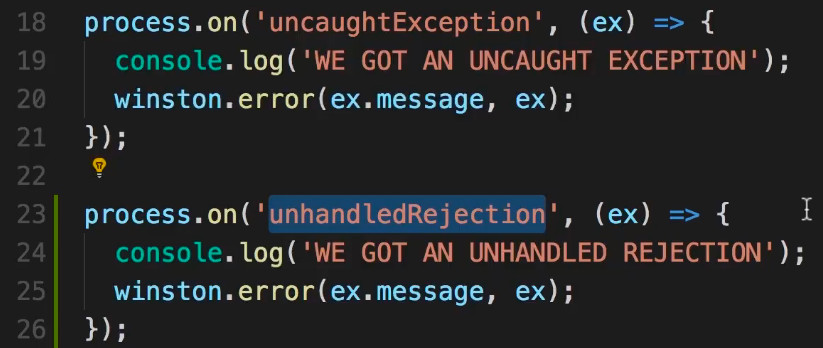 18 process.on('uncaughtException', (ex) => {
19   console.log('WE GOT AN UNCAUGHT EXCEPTION');
20   winston.error(ex.message, ex);
21 });
22
23 process.on('unhandledRejection', (ex) => {
24   console.log('WE GOT AN UNHANDLED REJECTION');
25   winston.error(ex.message, ex);
26 });